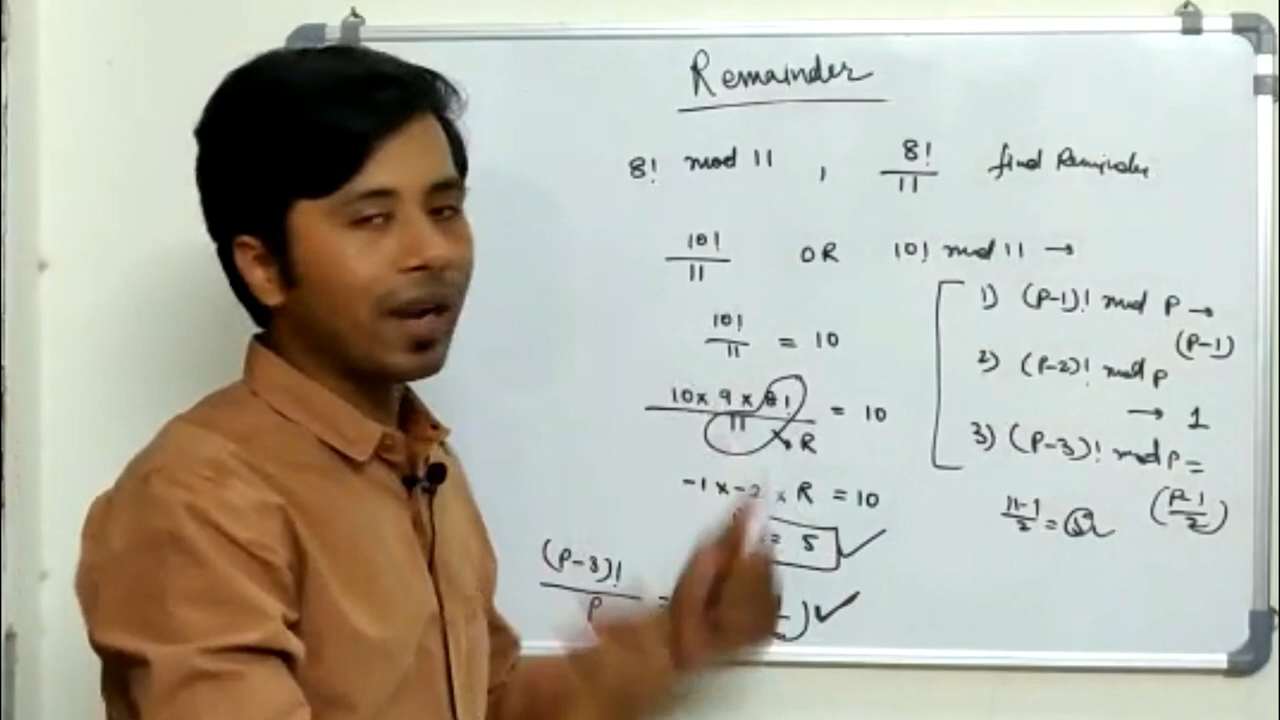 Remainder
8! mod 11 , 8!/11 find Reminder
10!/11 OR 10! mod 11 →
10!/11 = 10
10 x 9 x 8!/11 = 10
R
-1 x -2 x R = 10
= 5 ✓
(P-3)!/P = ) ✓
1) (P-1)! mod P →
(P-1)
2) (P-2)! mod P
→ 1
3) (P-3)! mod P =
(P-1/2)
11-1/2 =